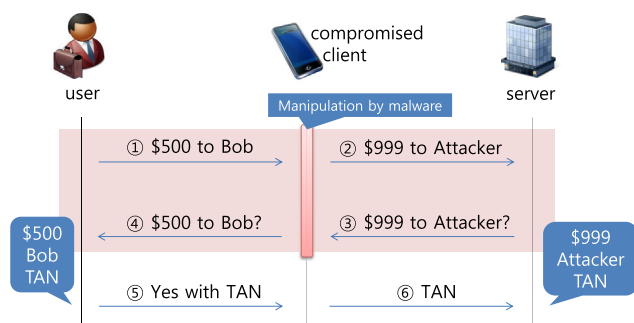 user
compromised
client
server
Manipulation by malware
① $500 to Bob
② $999 to Attacker
④ $500 to Bob?
③ $999 to Attacker?
$500
Bob
TAN
$999
Attacker
TAN
⑤ Yes with TAN
⑥ TAN